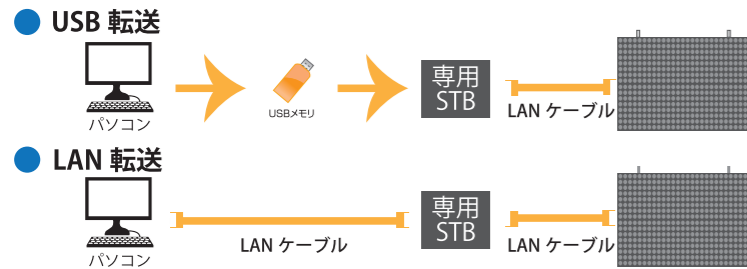 USB 転送
パソコン
USBメモリ
専用
STB
LAN ケーブル
LAN 転送
パソコン
LAN ケーブル
専用
STB
LAN ケーブル